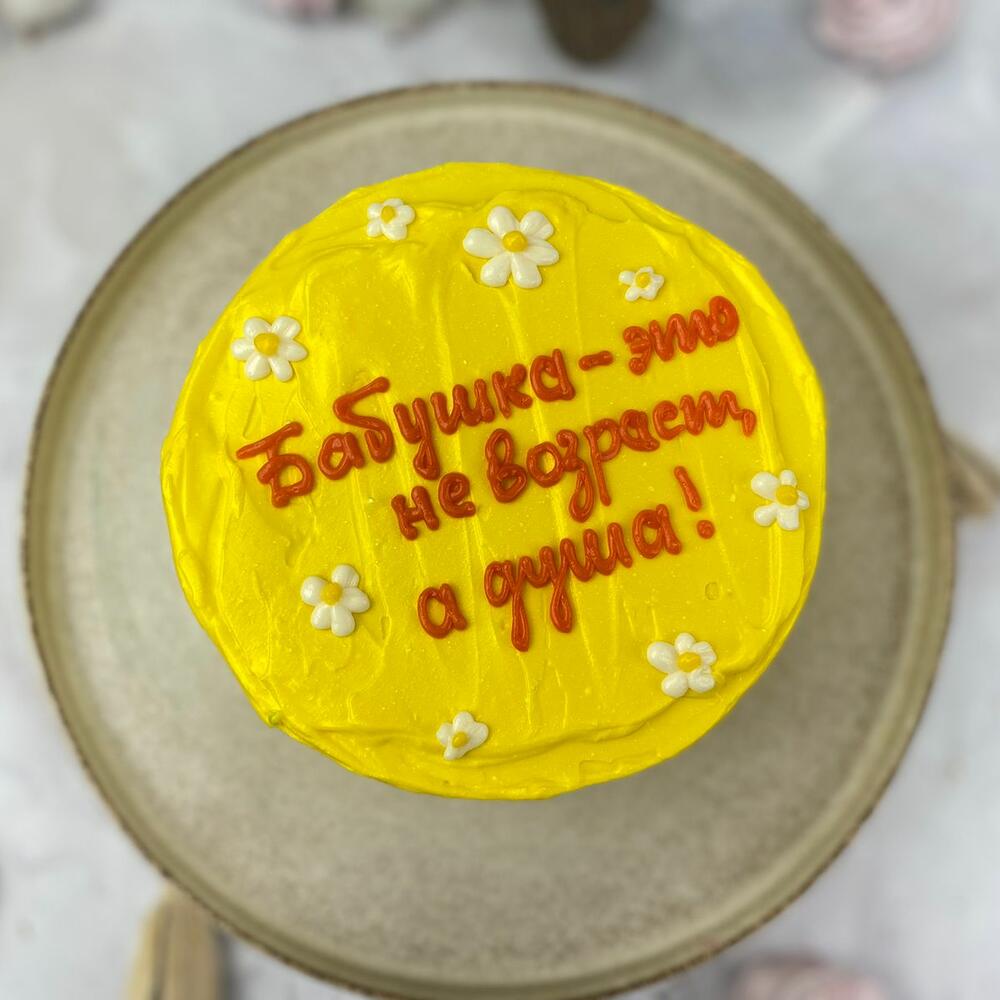 Бабушка - это
не возраст,
а душа!